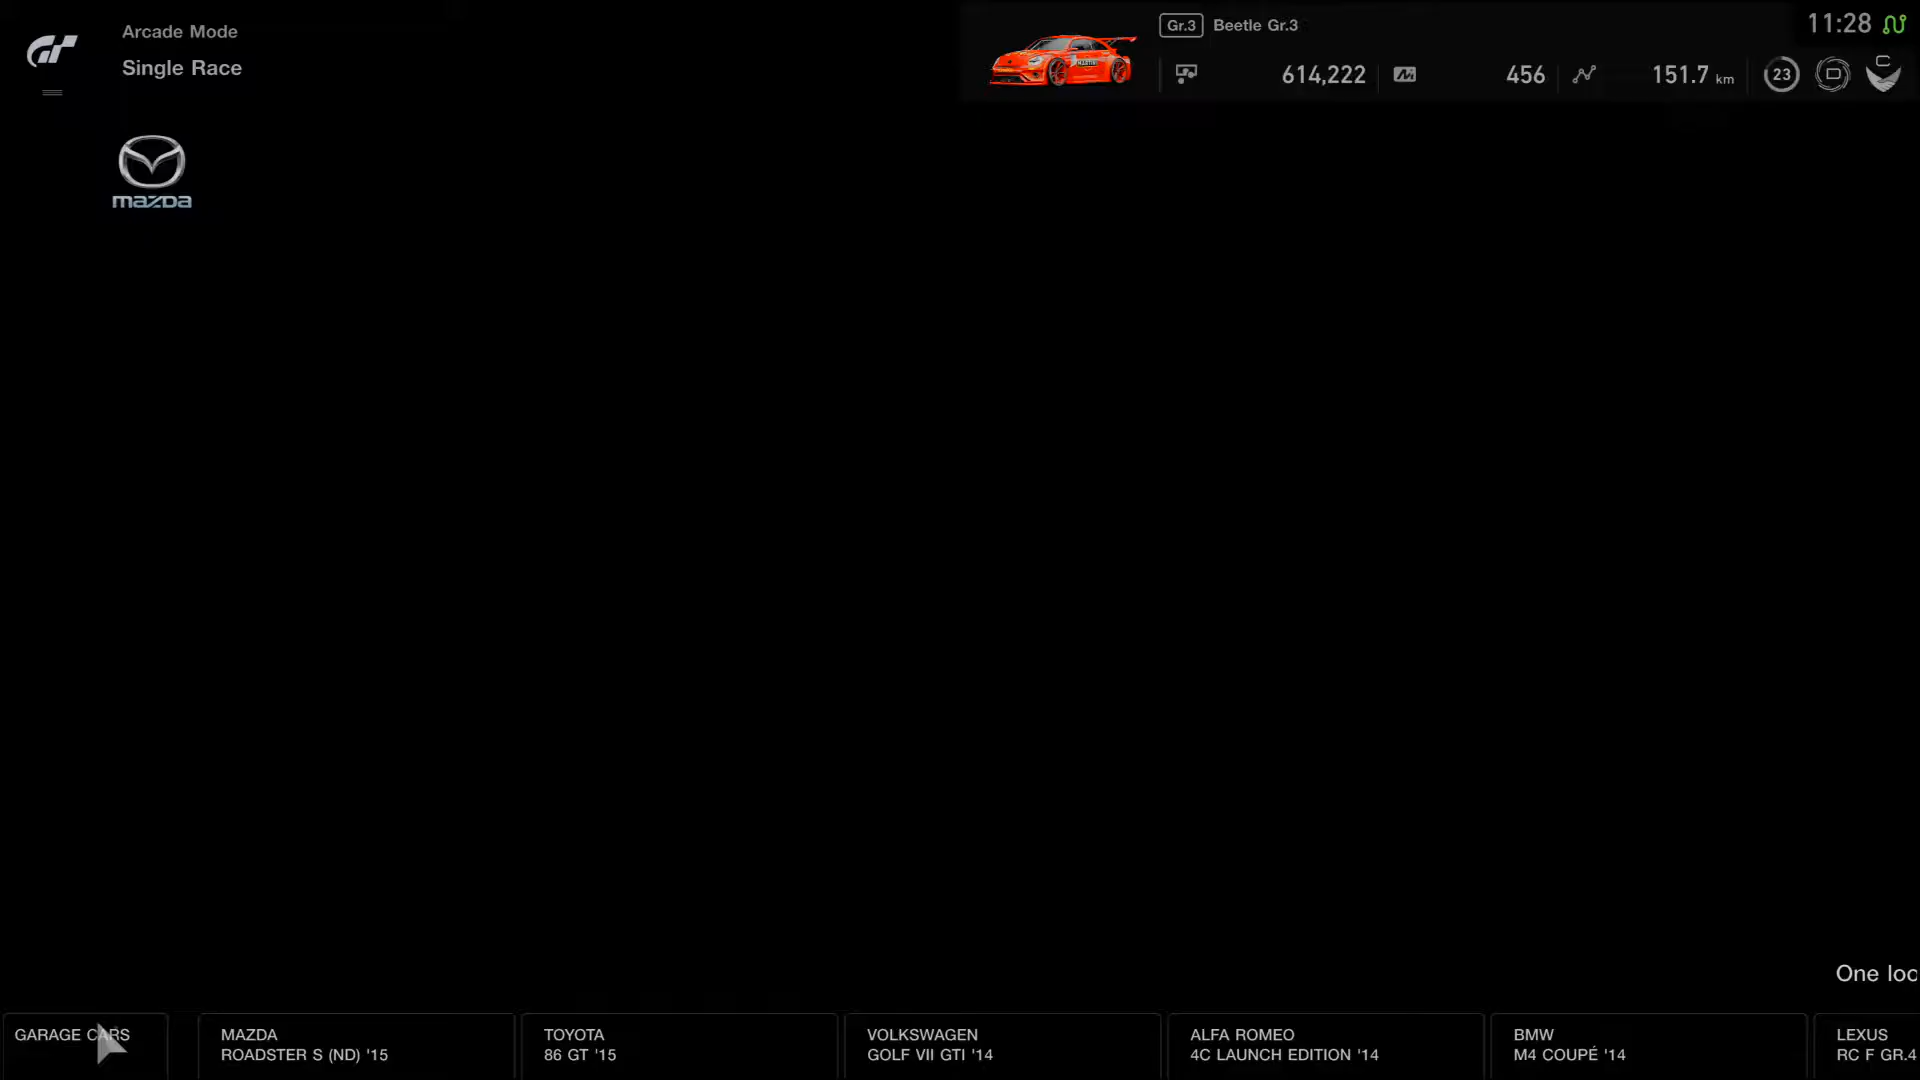 Arcade Mode
Single Race
Gr.3 Beetle Gr.3
614,222 456 151.7 km 23 C
11:28
mazda
One loo
GARAGE CARS
MAZDA
ROADSTER S (ND) '15
TOYOTA
86 GT '15
VOLKSWAGEN
GOLF VII GTI '14
ALFA ROMEO
4C LAUNCH EDITION '14
BMW
M4 COUPÉ '14
LEXUS
RC F GR.4